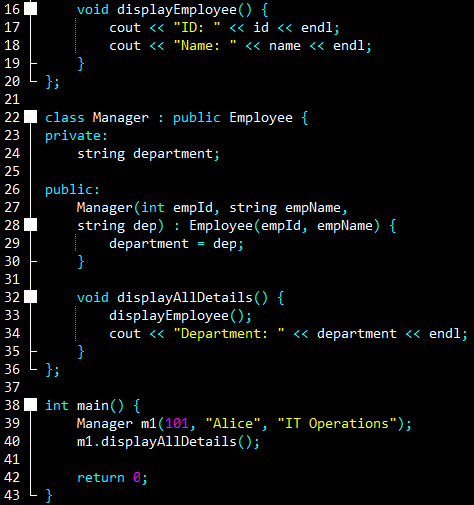 16 void displayEmployee() {
17 cout << "ID: " << id << endl;
18 cout << "Name: " << name << endl;
19 }
20 };
21
22 class Manager : public Employee {
23 private:
24 string department;
25
26 public:
27 Manager(int empId, string empName,
28 string dep) : Employee(empId, empName) {
29 department = dep;
30 }
31
32 void displayAllDetails() {
33 displayEmployee();
34 cout << "Department: " << department << endl;
35 }
36 };
37
38 int main() {
39 Manager m1(101, "Alice", "IT Operations");
40 m1.displayAllDetails();
41
42 return 0;
43 }